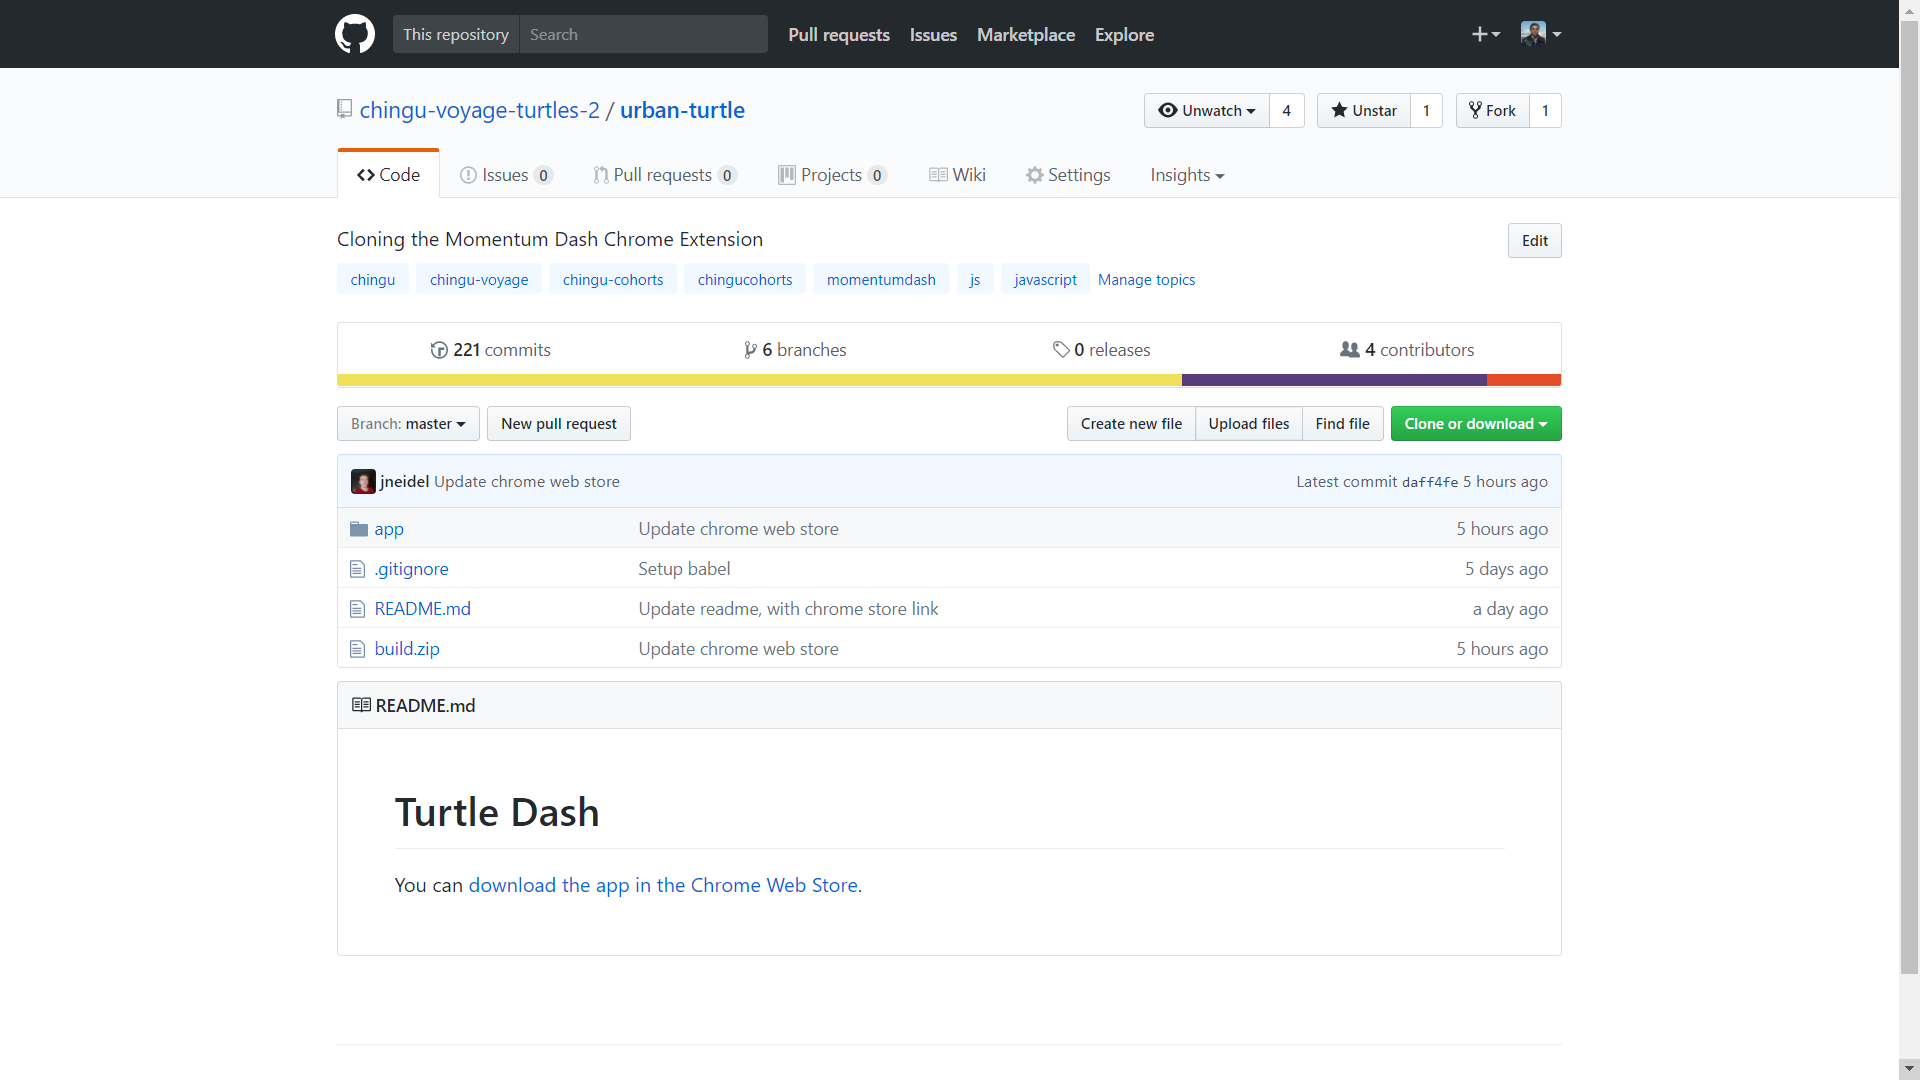 This repository Search Pull requests Issues Marketplace Explore
chingu-voyage-turtles-2 / urban-turtle Unwatch 4 Unstar 1 Fork 1
Code Issues 0 Pull requests 0 Projects 0 Wiki Settings Insights
Cloning the Momentum Dash Chrome Extension Edit
chingu chingu-voyage chingu-cohorts chingucohorts momentumdash js javascript Manage topics
221 commits 6 branches 0 releases 4 contributors
Branch: master New pull request Create new file Upload files Find file Clone or download
jneidel Update chrome web store Latest commit daff4fe 5 hours ago
app Update chrome web store 5 hours ago
.gitignore Setup babel 5 days ago
README.md Update readme, with chrome store link a day ago
build.zip Update chrome web store 5 hours ago
README.md
Turtle Dash
You can download the app in the Chrome Web Store.